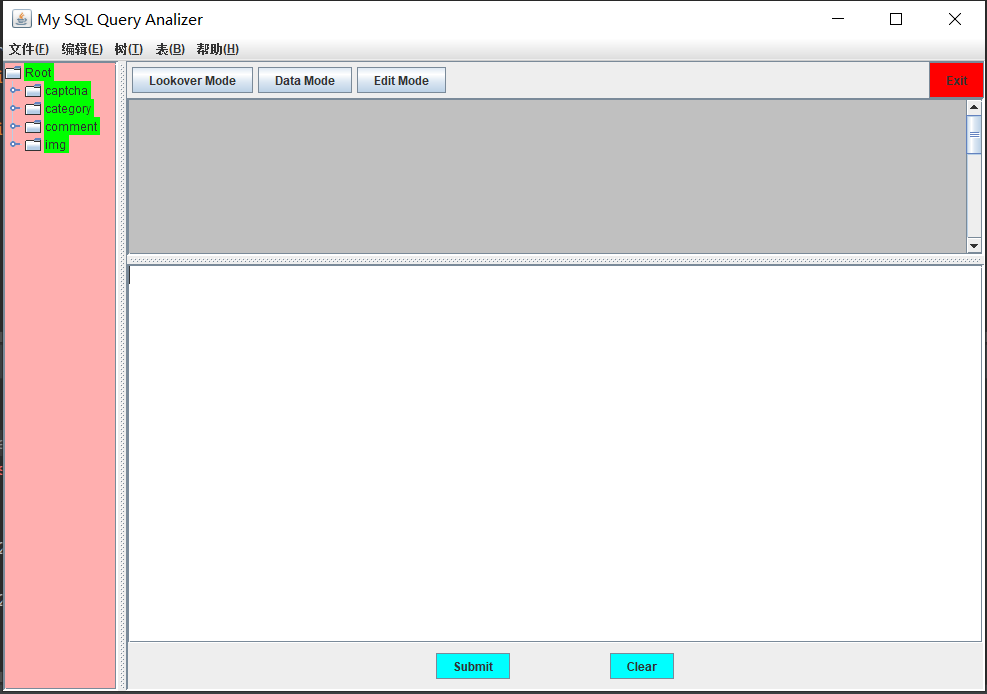 My SQL Query Analizer
文件(F) 编辑(E) 树(T) 表(B) 帮助(H)
Root
captcha
category
comment
img
Lookover Mode Data Mode Edit Mode Exit
Submit Clear